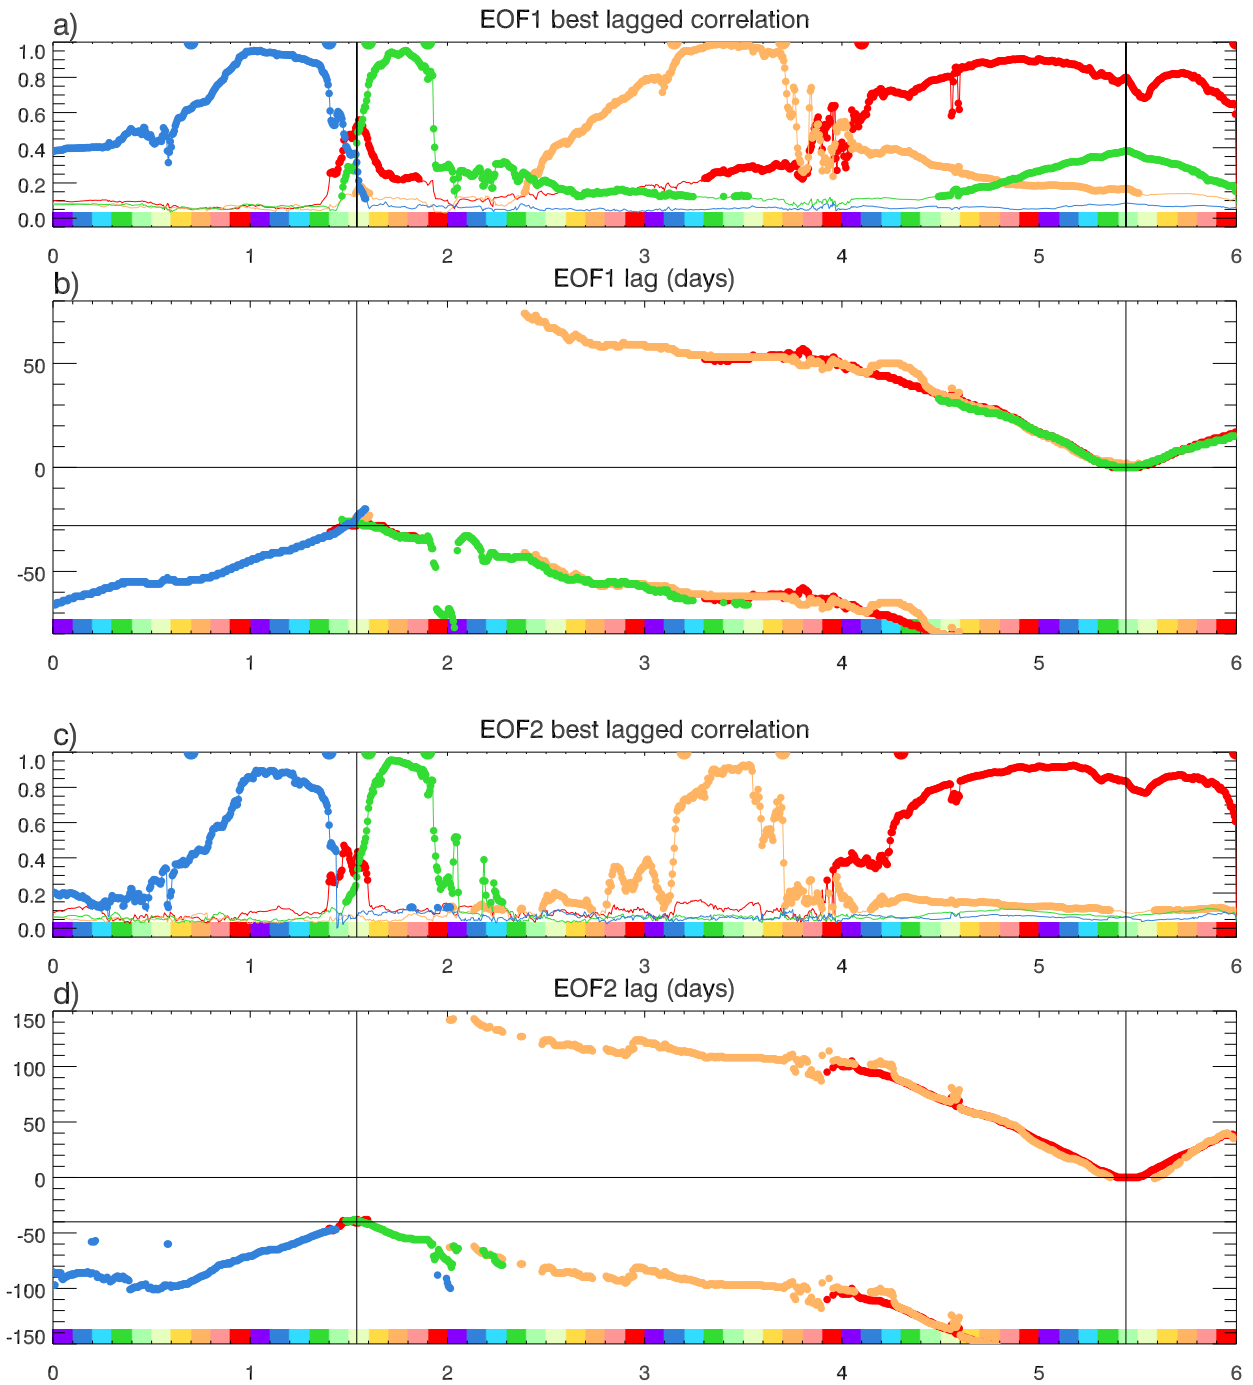 a)
EOF1 best lagged correlation
1.0
0.8
0.6
0.4
0.2
0.0
0 1 2 3 4 5 6
b)
EOF1 lag (days)
50
0
-50
0 1 2 3 4 5 6
c)
EOF2 best lagged correlation
1.0
0.8
0.6
0.4
0.2
0.0
0 1 2 3 4 5 6
d)
EOF2 lag (days)
150
100
50
0
-50
-100
-150
0 1 2 3 4 5 6